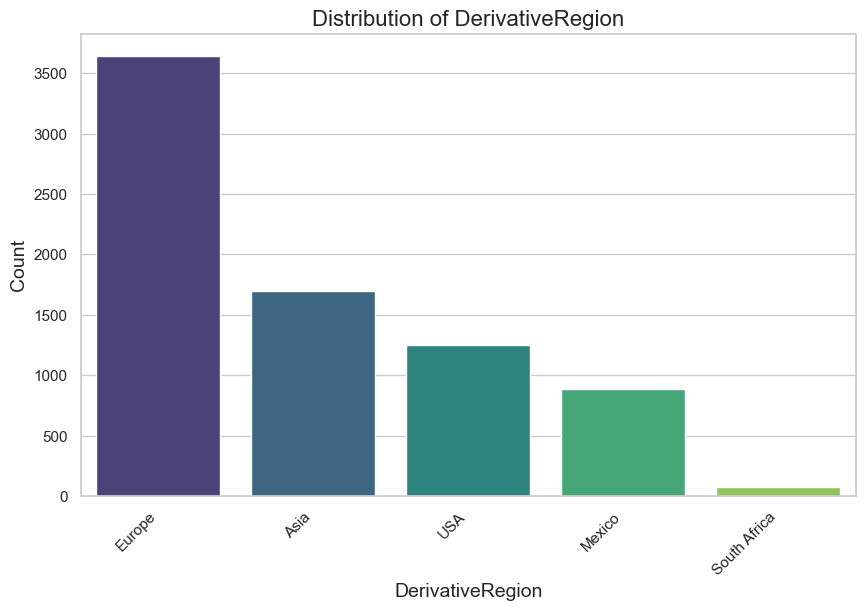 Distribution of DerivativeRegion
Count
3500
3000
2500
2000
1500
1000
500
0
Europe
Asia
USA
Mexico
South Africa
DerivativeRegion